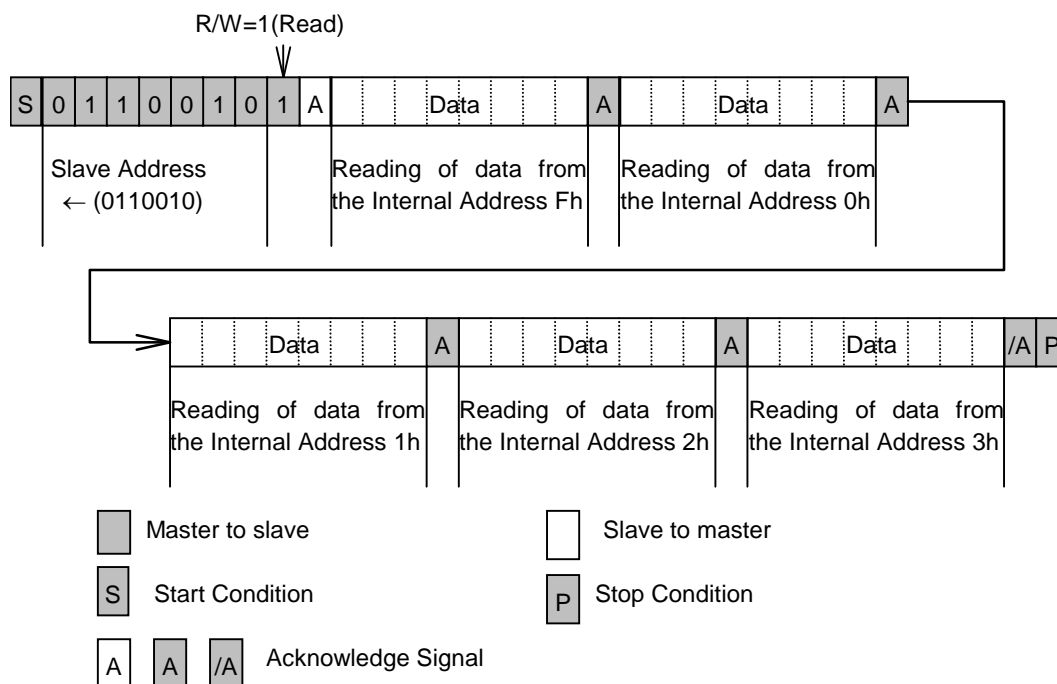 R/W=1(Read)
S 0 1 1 0 0 1 0 1 A Data A Data A
Slave Address
← (0110010)
Reading of data from
the Internal Address Fh
Reading of data from
the Internal Address 0h
Data A Data A Data /A P
Reading of data from
the Internal Address 1h
Reading of data from
the Internal Address 2h
Reading of data from
the Internal Address 3h
Master to slave
Slave to master
S Start Condition
P Stop Condition
A A /A Acknowledge Signal